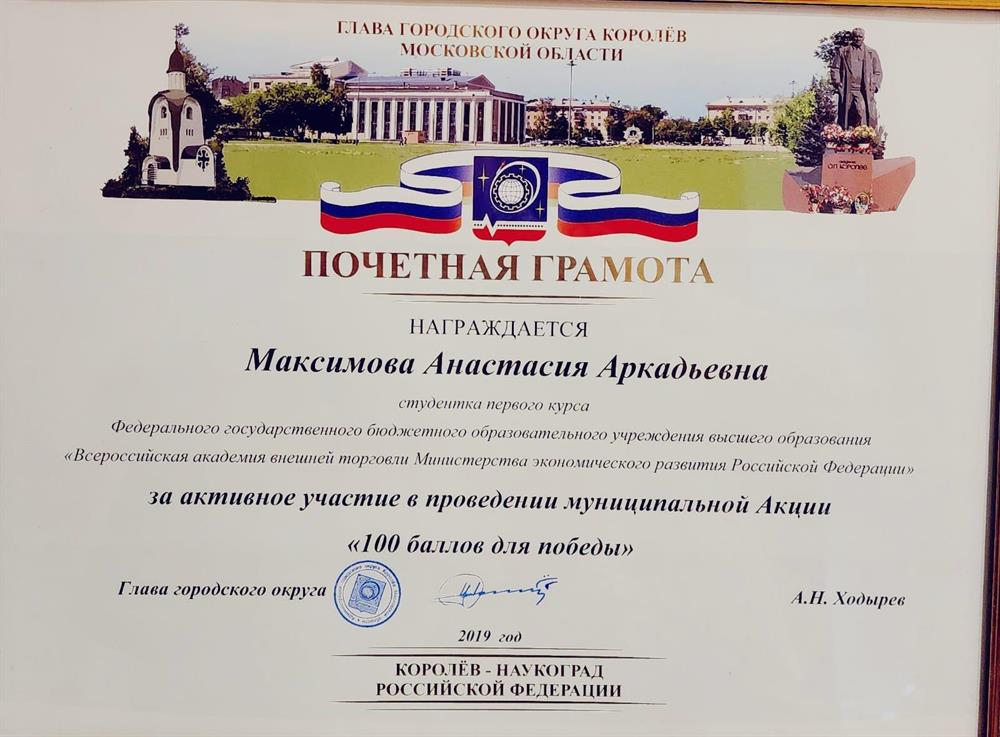 ГЛАВА ГОРОДСКОГО ОКРУГА КОРОЛЁВ
МОСКОВСКОЙ ОБЛАСТИ
С.П. КОРОЛЕВ
ПОЧЕТНАЯ ГРАМОТА
НАГРАЖДАЕТСЯ
Максимова Анастасия Аркадьевна
студентка первого курса
Федерального государственного бюджетного образовательного учреждения высшего образования
«Всероссийская академия внешней торговли Министерства экономического развития Российской Федерации»
за активное участие в проведении муниципальной Акции
«100 баллов для победы»
Глава городского округа
А.Н. Ходырев
2019 год
КОРОЛЁВ - НАУКОГРАД
РОССИЙСКОЙ ФЕДЕРАЦИИ